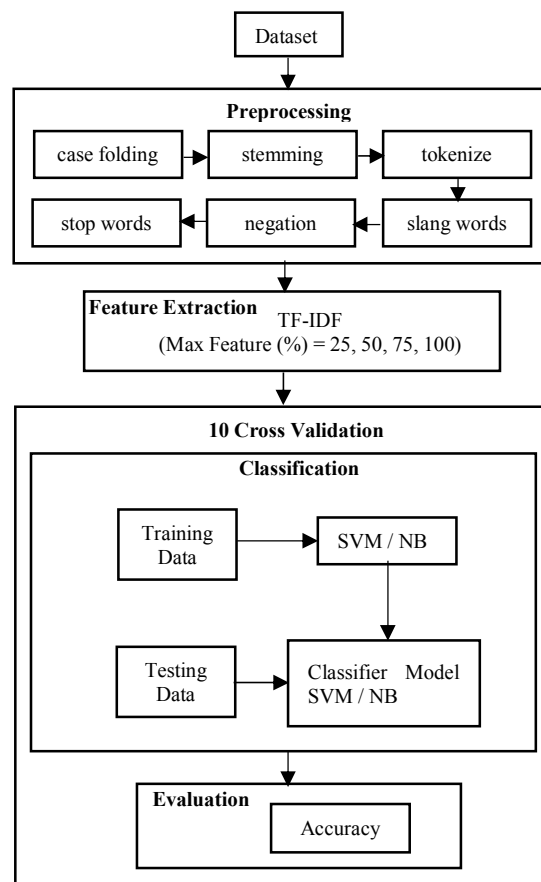 Dataset
Preprocessing
case folding
stemming
tokenize
stop words
negation
slang words
Feature Extraction
TF-IDF
(Max Feature (%) = 25, 50, 75, 100)
10 Cross Validation
Classification
Training
Data
SVM / NB
Testing
Data
Classifier Model
SVM / NB
Evaluation
Accuracy